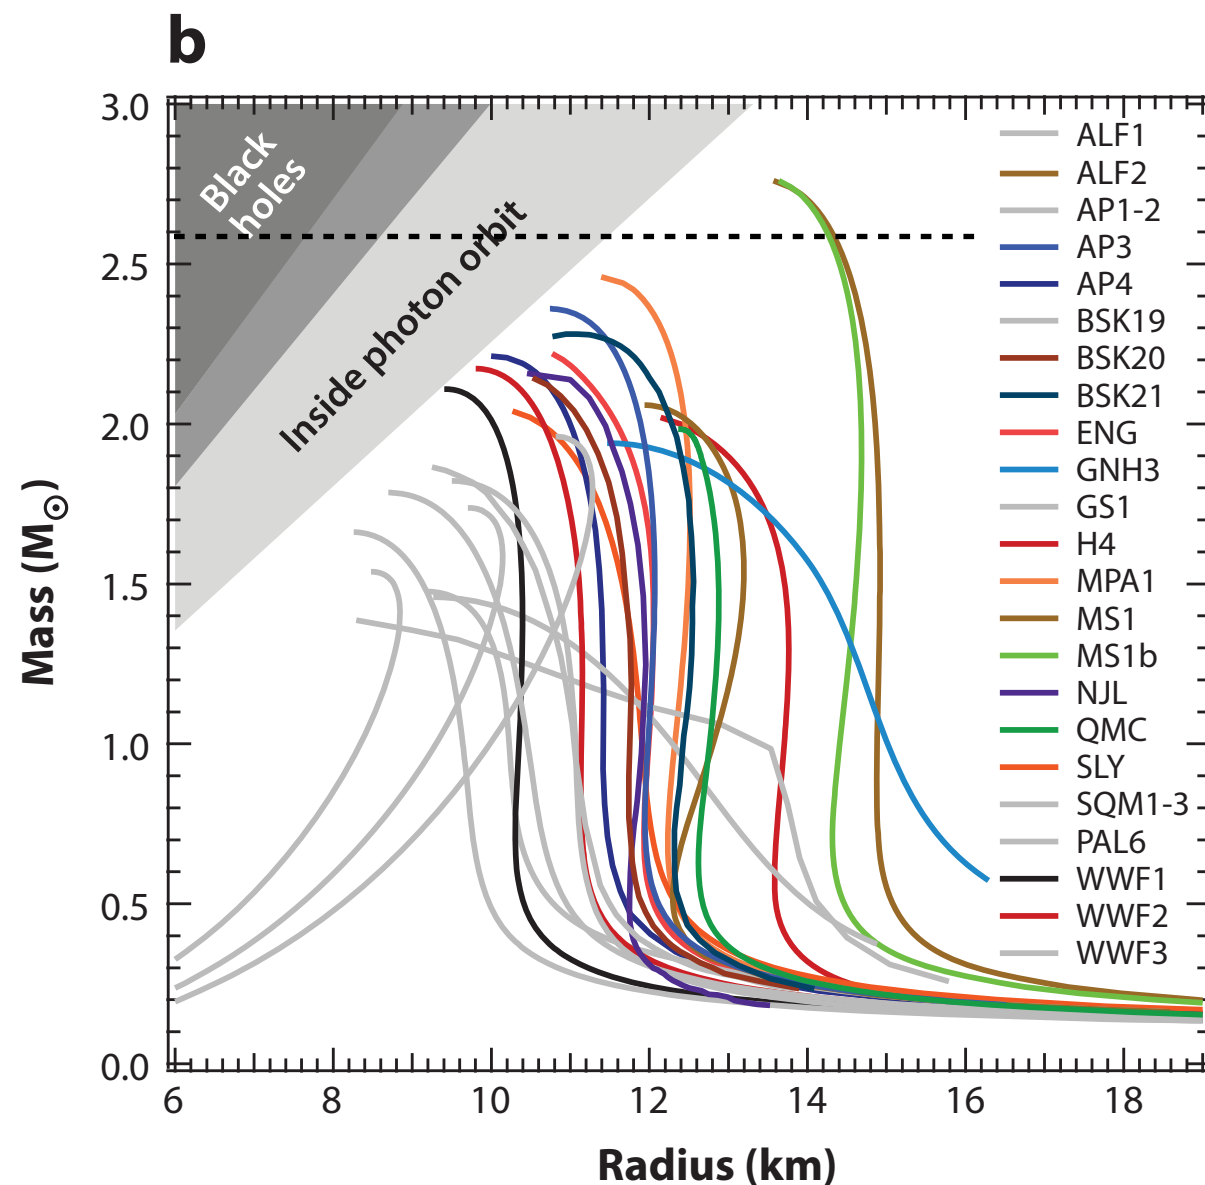 b
3.0
2.5
2.0
1.5
1.0
0.5
0.0
Mass (M⊙)
6
8
10
12
14
16
18
Radius (km)
Black
holes
Inside photon orbit
ALF1
ALF2
AP1-2
AP3
AP4
BSK19
BSK20
BSK21
ENG
GNH3
GS1
H4
MPA1
MS1
MS1b
NJL
QMC
SLY
SQM1-3
PAL6
WWF1
WWF2
WWF3